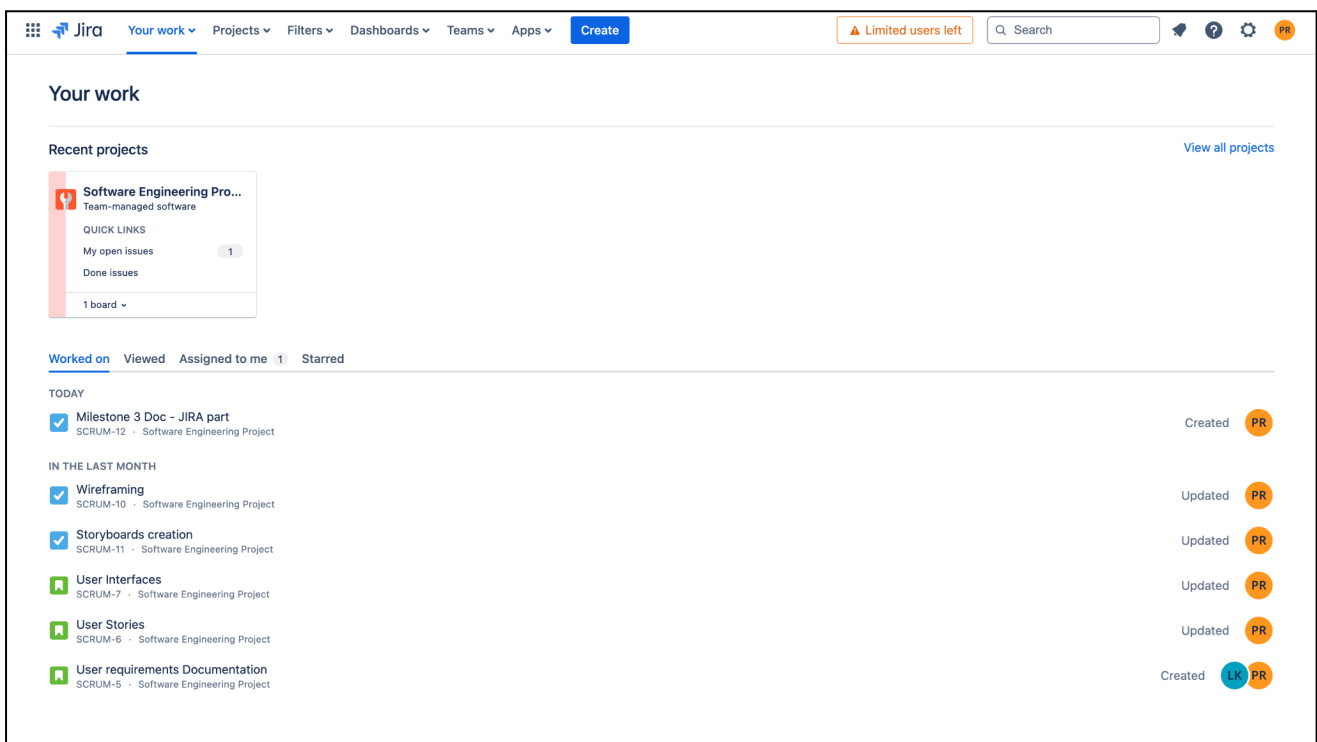 Jira Your work Projects Filters Dashboards Teams Apps Create Limited users left Search PR
Your work
Recent projects View all projects
Software Engineering Pro...
Team-managed software
QUICK LINKS
My open issues 1
Done issues
1 board
Worked on Viewed Assigned to me 1 Starred
TODAY
Milestone 3 Doc - JIRA part
SCRUM-12 · Software Engineering Project
Created PR
IN THE LAST MONTH
Wireframing
SCRUM-10 · Software Engineering Project
Updated PR
Storyboards creation
SCRUM-11 · Software Engineering Project
Updated PR
User Interfaces
SCRUM-7 · Software Engineering Project
Updated PR
User Stories
SCRUM-6 · Software Engineering Project
Updated PR
User requirements Documentation
SCRUM-5 · Software Engineering Project
Created LK PR